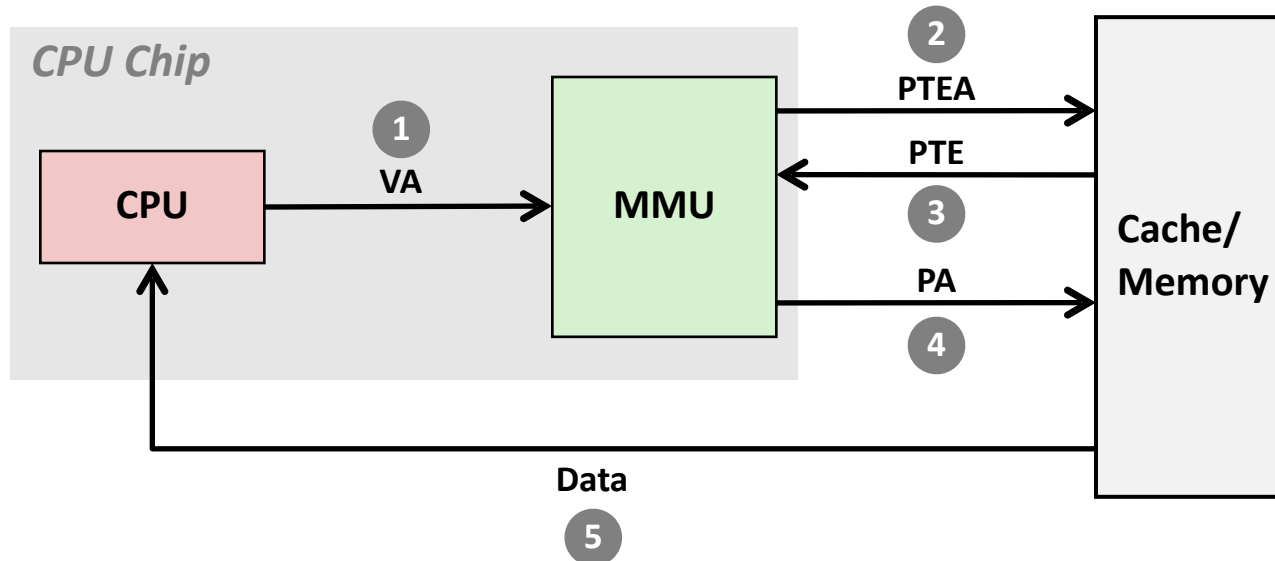 CPU Chip
2
PTEA
1
VA
PTE
CPU
MMU
3
Cache/
Memory
PA
4
Data
5